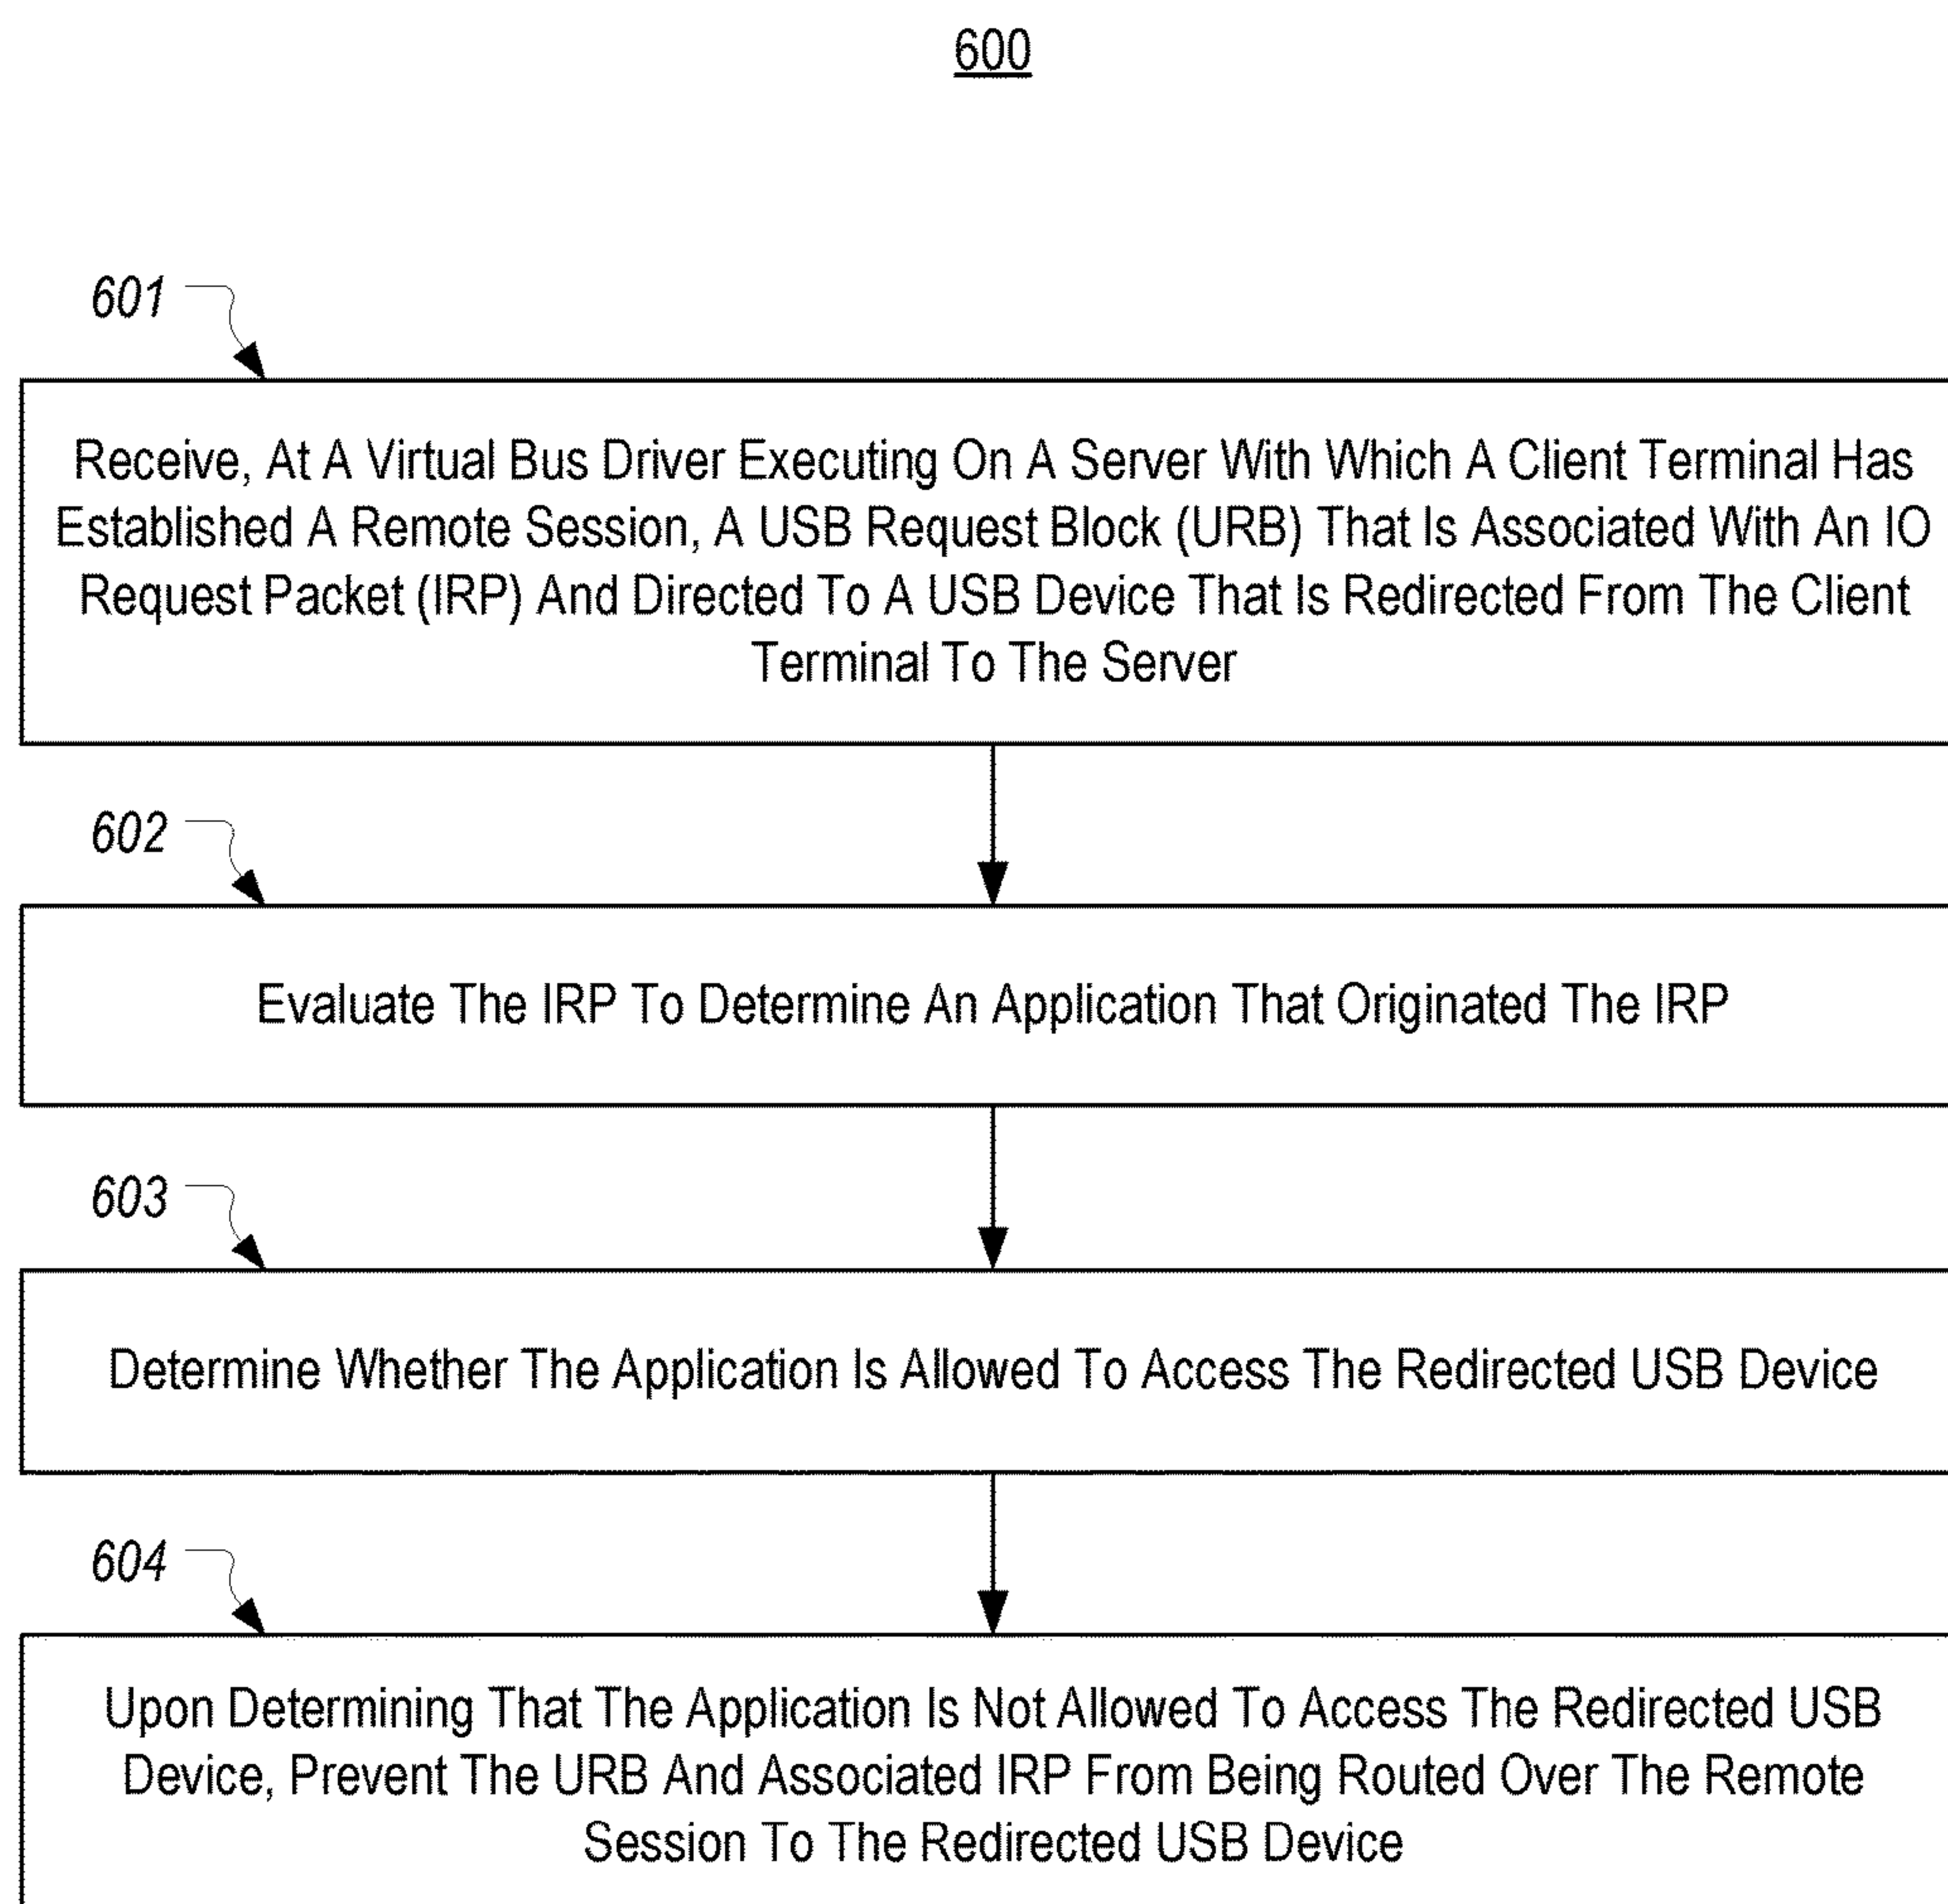 600
601
Receive, At A Virtual Bus Driver Executing On A Server With Which A Client Terminal Has
Established A Remote Session, A USB Request Block (URB) That Is Associated With An IO
Request Packet (IRP) And Directed To A USB Device That Is Redirected From The Client
Terminal To The Server
602
Evaluate The IRP To Determine An Application That Originated The IRP
603
Determine Whether The Application Is Allowed To Access The Redirected USB Device
604
Upon Determining That The Application Is Not Allowed To Access The Redirected USB
Device, Prevent The URB And Associated IRP From Being Routed Over The Remote
Session To The Redirected USB Device